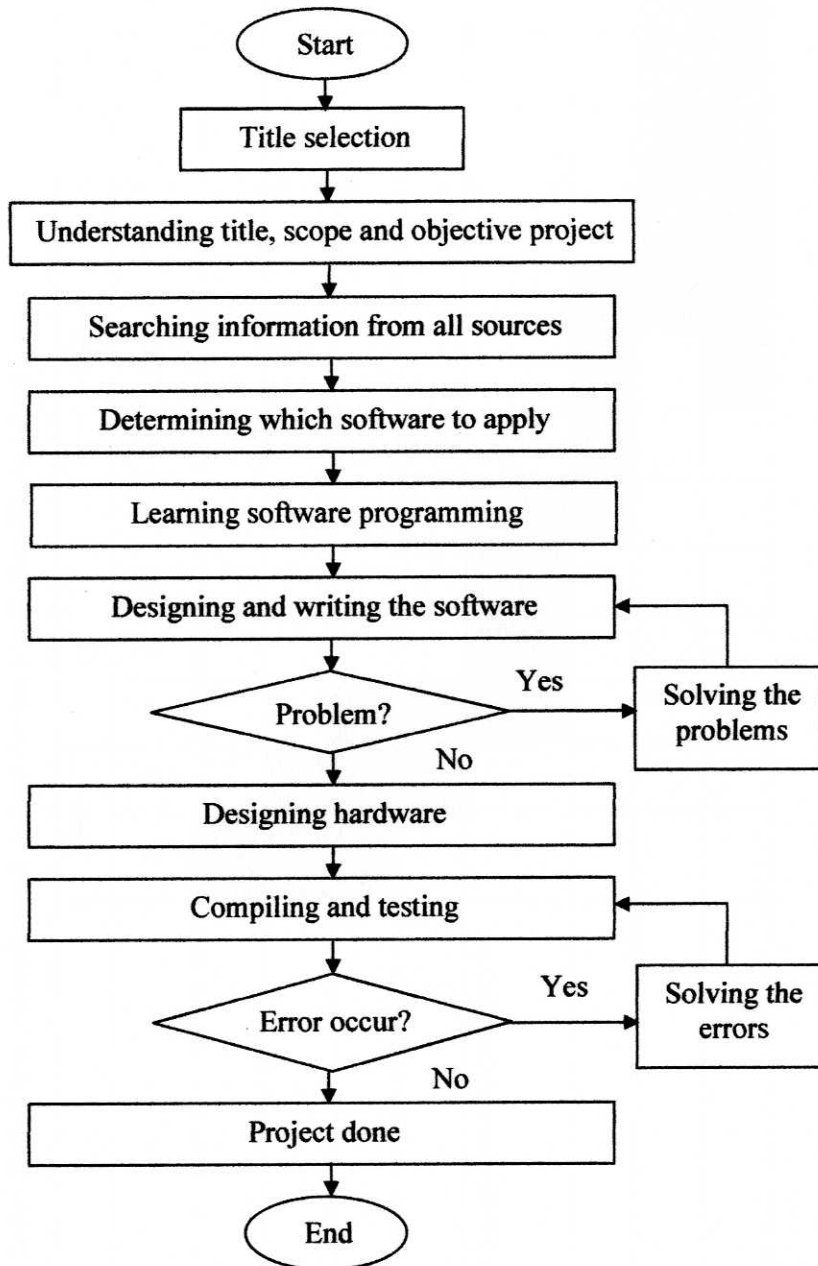 Start
Title selection
Understanding title, scope and objective project
Searching information from all sources
Determining which software to apply
Learning software programming
Designing and writing the software
Problem?
Yes
Solving the
problems
No
Designing hardware
Compiling and testing
Error occur?
Yes
Solving the
errors
No
Project done
End